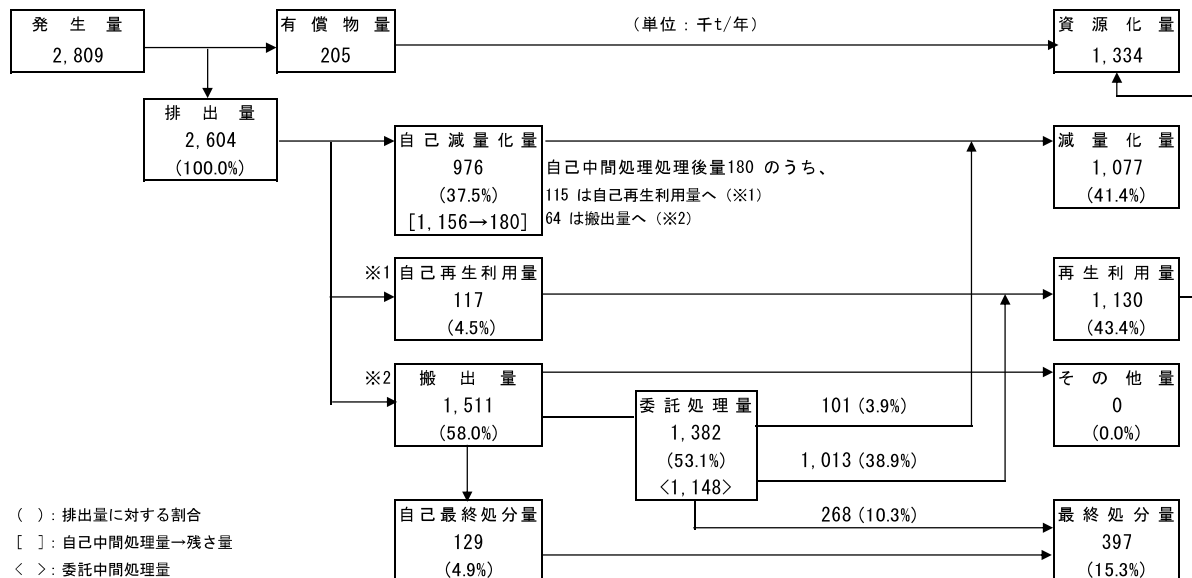 発生量
2,809
有償物量
205
(単位:千t/年)
資源化量
1,334
排出量
2,604
(100.0%)
自己減量化量
976
(37.5%)
[1,156→180]
自己中間処理処理後量180 のうち、
115 は自己再生利用量へ(※1)
64 は搬出量へ(※2)
減量化量
1,077
(41.4%)
※1
自己再生利用量
117
(4.5%)
再生利用量
1,130
(43.4%)
※2
搬出量
1,511
(58.0%)
委託処理量
1,382
(53.1%)
<1,148>
101 (3.9%)
1,013 (38.9%)
268 (10.3%)
その他量
0
(0.0%)
自己最終処分量
129
(4.9%)
最終処分量
397
(15.3%)
( ):排出量に対する割合
[ ]:自己中間処理量→残さ量
< >:委託中間処理量